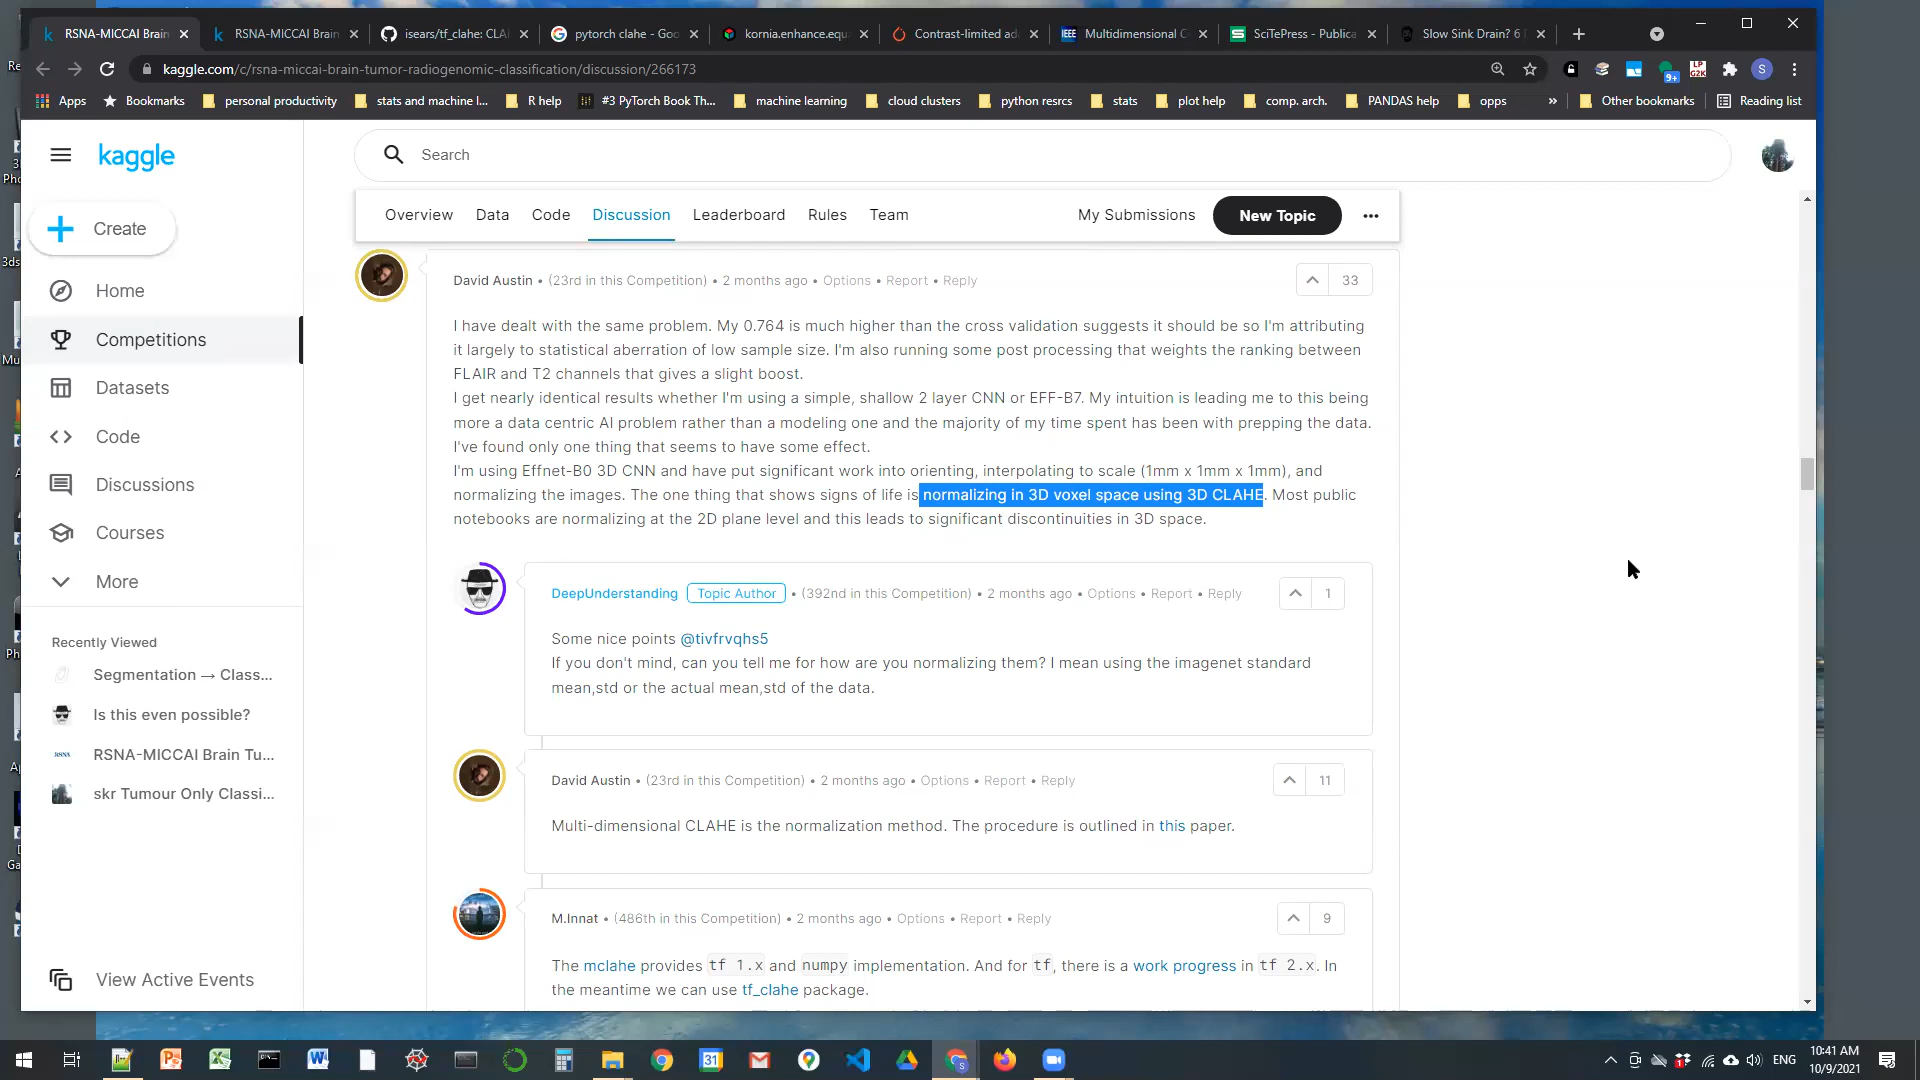 RSNA-MICCAI Brain
RSNA-MICCAI Brain
isears/tf_clahe: CLA
pytorch clahe - Goo
kornia.enhance.equ
Contrast-limited ad
Multidimensional C
SciTePress - Publica
Slow Sink Drain? 6
kaggle.com/c/rsna-miccai-brain-tumor-radiogenomic-classification/discussion/266173
Apps
Bookmarks
personal productivity
stats and machine l...
R help
#3 PyTorch Book Th...
machine learning
cloud clusters
python resrcs
stats
plot help
comp. arch.
PANDAS help
opps
»
Other bookmarks
Reading list
kaggle
Search
Create
Home
Competitions
Datasets
Code
Discussions
Courses
More
Recently Viewed
Segmentation → Class...
Is this even possible?
RSNA-MICCAI Brain Tu...
skr Tumour Only Classi...
View Active Events
Overview
Data
Code
Discussion
Leaderboard
Rules
Team
My Submissions
New Topic
David Austin • (23rd in this Competition) • 2 months ago • Options • Report • Reply
33
I have dealt with the same problem. My 0.764 is much higher than the cross validation suggests it should be so I'm attributing
it largely to statistical aberration of low sample size. I'm also running some post processing that weights the ranking between
FLAIR and T2 channels that gives a slight boost.
I get nearly identical results whether I'm using a simple, shallow 2 layer CNN or EFF-B7. My intuition is leading me to this being
more a data centric AI problem rather than a modeling one and the majority of my time spent has been with prepping the data.
I've found only one thing that seems to have some effect.
I'm using Effnet-B0 3D CNN and have put significant work into orienting, interpolating to scale (1mm x 1mm x 1mm), and
normalizing the images. The one thing that shows signs of life is normalizing in 3D voxel space using 3D CLAHE. Most public
notebooks are normalizing at the 2D plane level and this leads to significant discontinuities in 3D space.
DeepUnderstanding Topic Author • (392nd in this Competition) • 2 months ago • Options • Report • Reply
1
Some nice points @tivfrvqhs5
If you don't mind, can you tell me for how are you normalizing them? I mean using the imagenet standard
mean,std or the actual mean,std of the data.
David Austin • (23rd in this Competition) • 2 months ago • Options • Report • Reply
11
Multi-dimensional CLAHE is the normalization method. The procedure is outlined in this paper.
M.Innat • (486th in this Competition) • 2 months ago • Options • Report • Reply
9
The mclahe provides tf 1.x and numpy implementation. And for tf, there is a work progress in tf 2.x. In
the meantime we can use tf_clahe package.
ENG
10:41 AM
10/9/2021